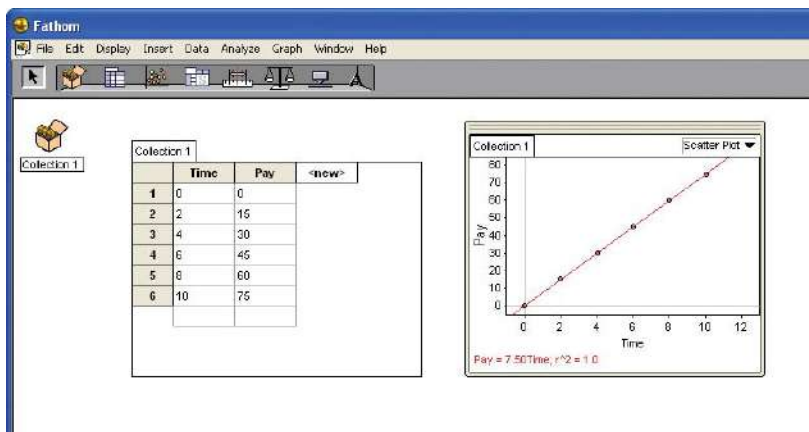 Fathom
File Edit Display Insert Data Analyze Graph Window Help
Collection 1
Collection 1
Time Pay <new>
1 0 0
2 2 15
3 4 30
4 6 45
5 8 60
6 10 75
Collection 1 Scatter Plot
80
70
60
50
40
30
20
10
0
Pay
0 2 4 6 8 10 12
Time
Pay = 7.50Time; r^2 = 1.0